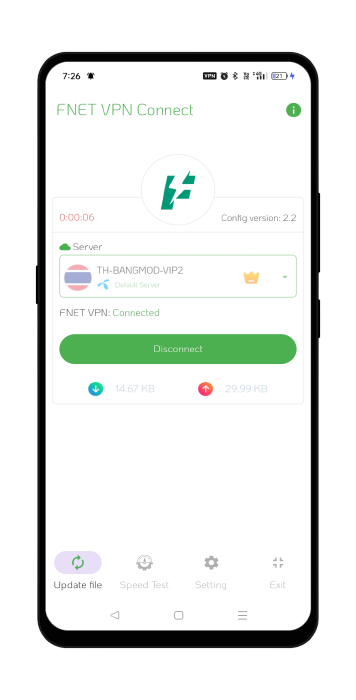 7:26
VPN
21
FNET VPN Connect
0:00:06
Config version: 2.2
Server
TH-BANGMOD-VIP2
Default Server
FNET VPN: Connected
Disconnect
14.67 KB
29.99 KB
Update file
Speed Test
Setting
Exit